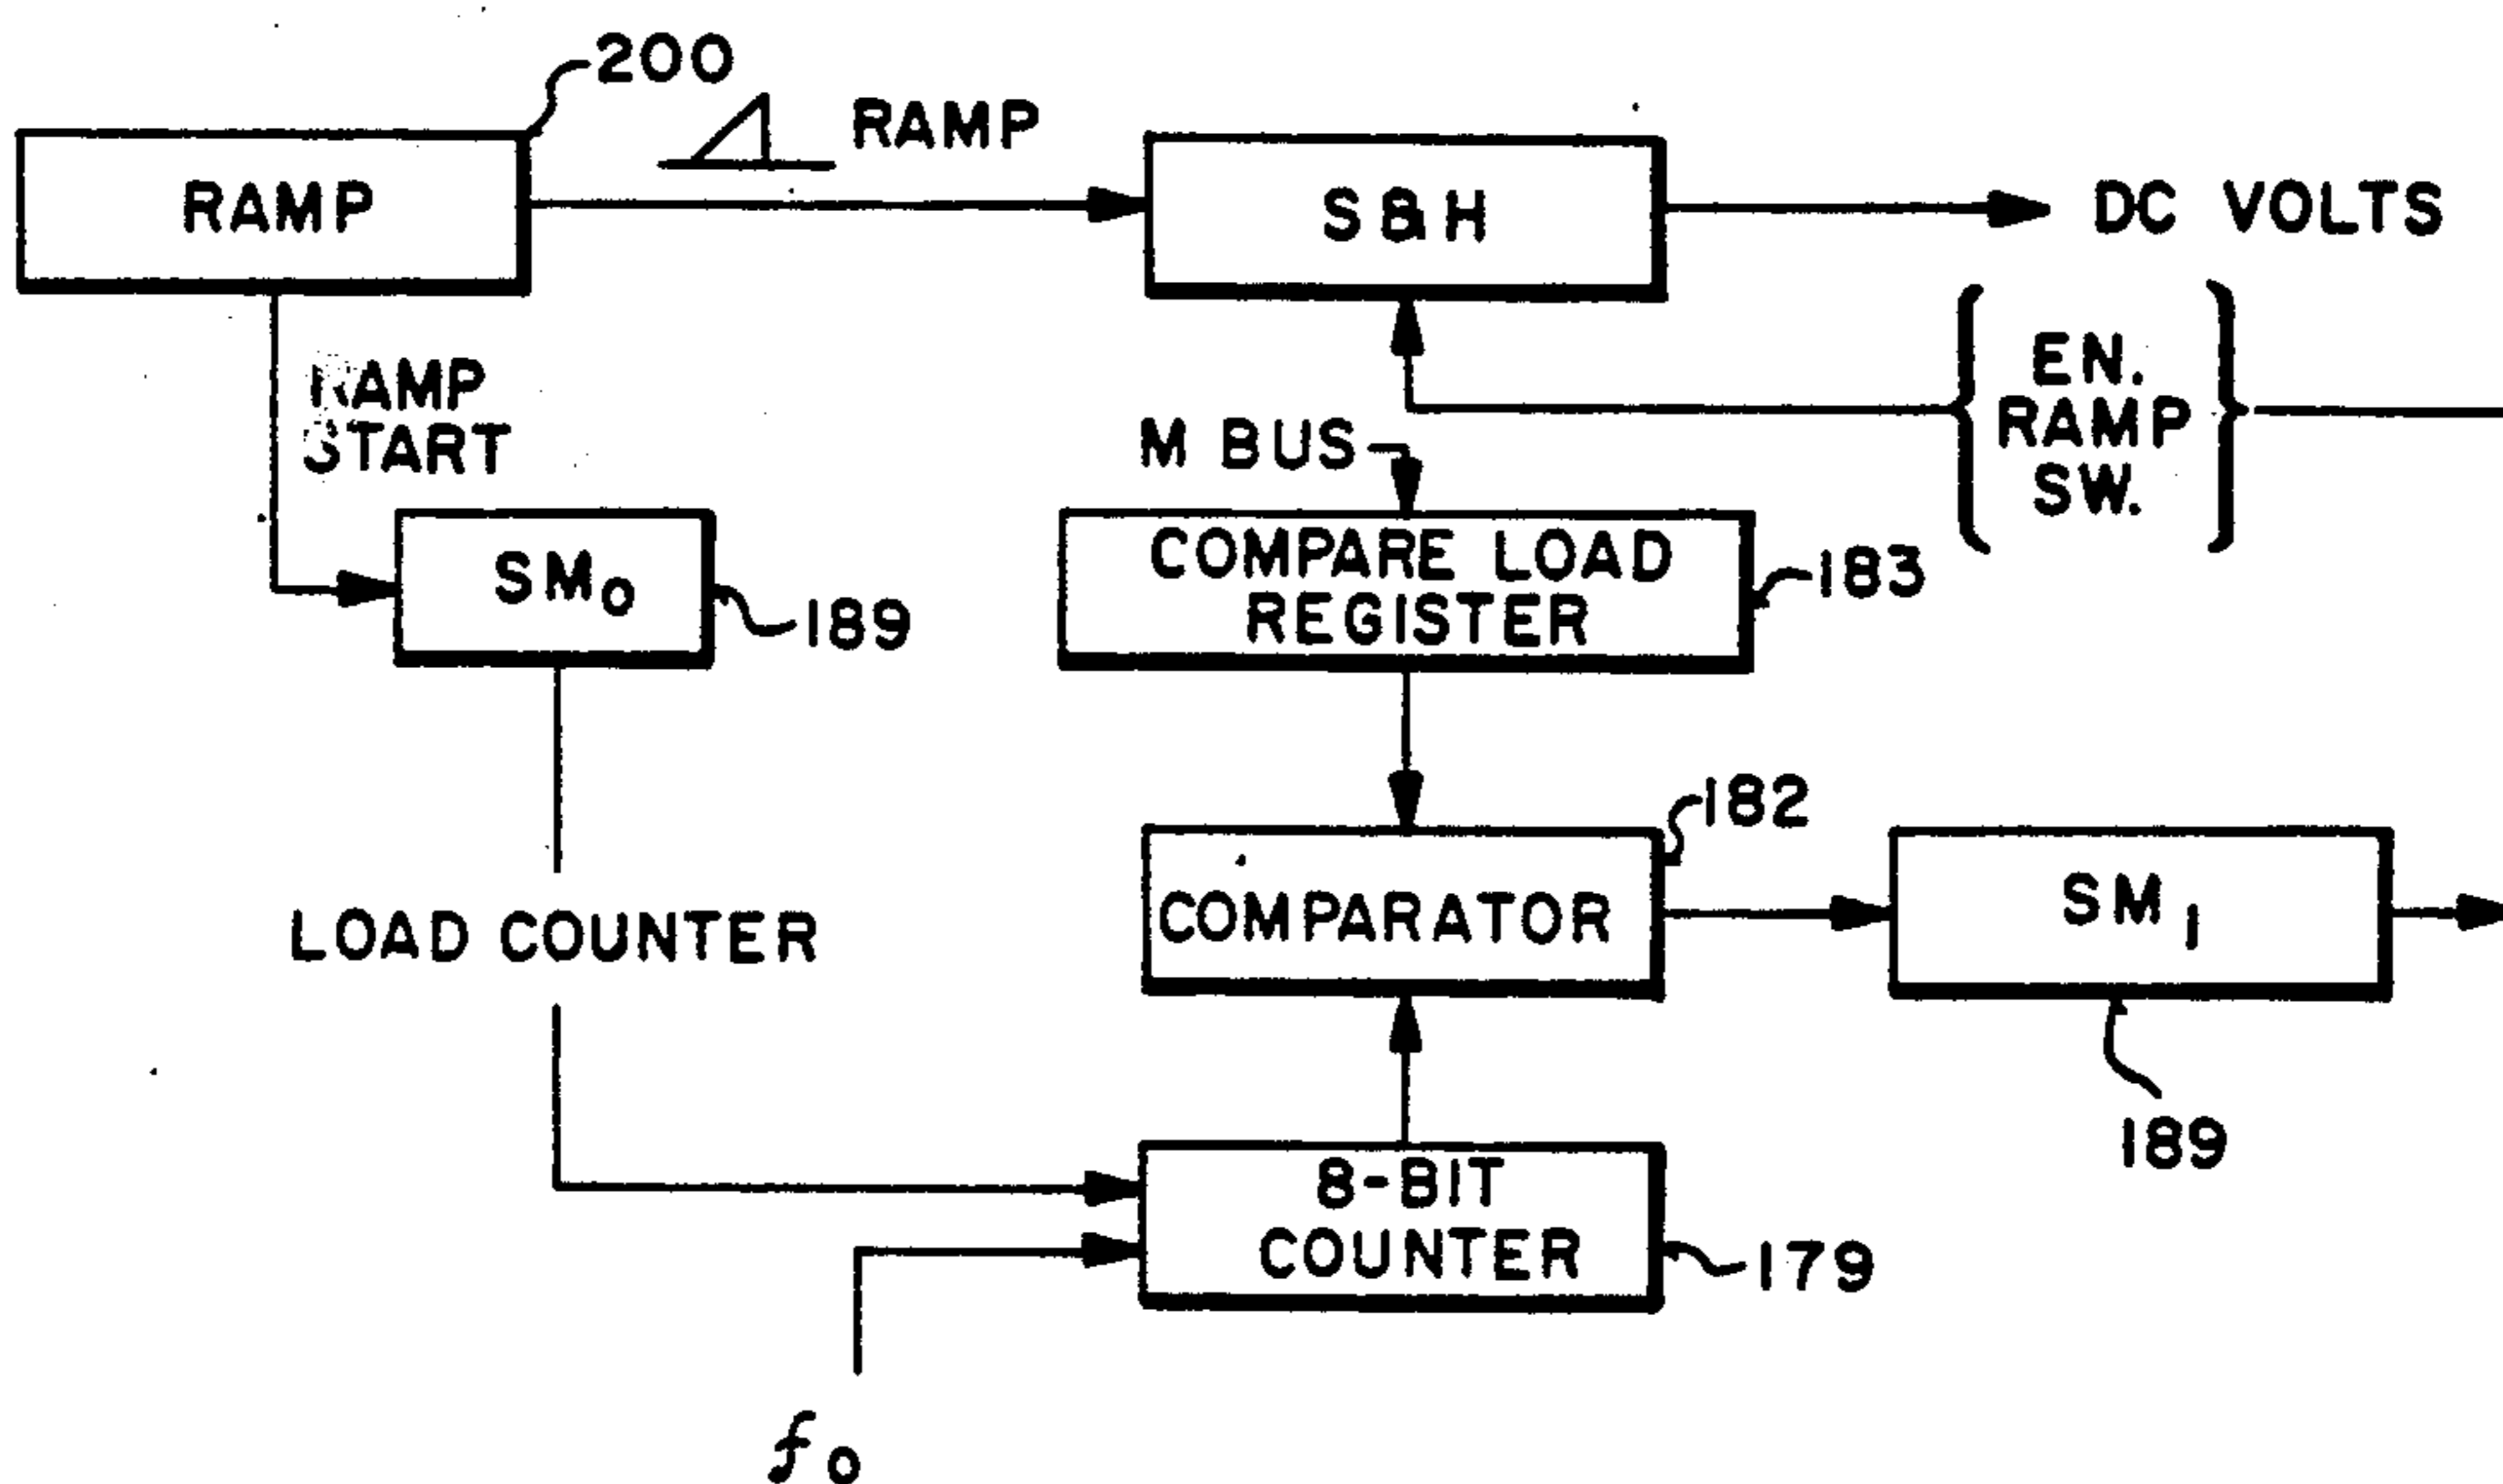 200
RAMP
RAMP
S&H
DC VOLTS
RAMP
START
EN.
RAMP
SW.
M BUS
SM0
189
COMPARE LOAD
REGISTER
183
LOAD COUNTER
182
COMPARATOR
SM1
189
8-BIT
COUNTER
179
f0